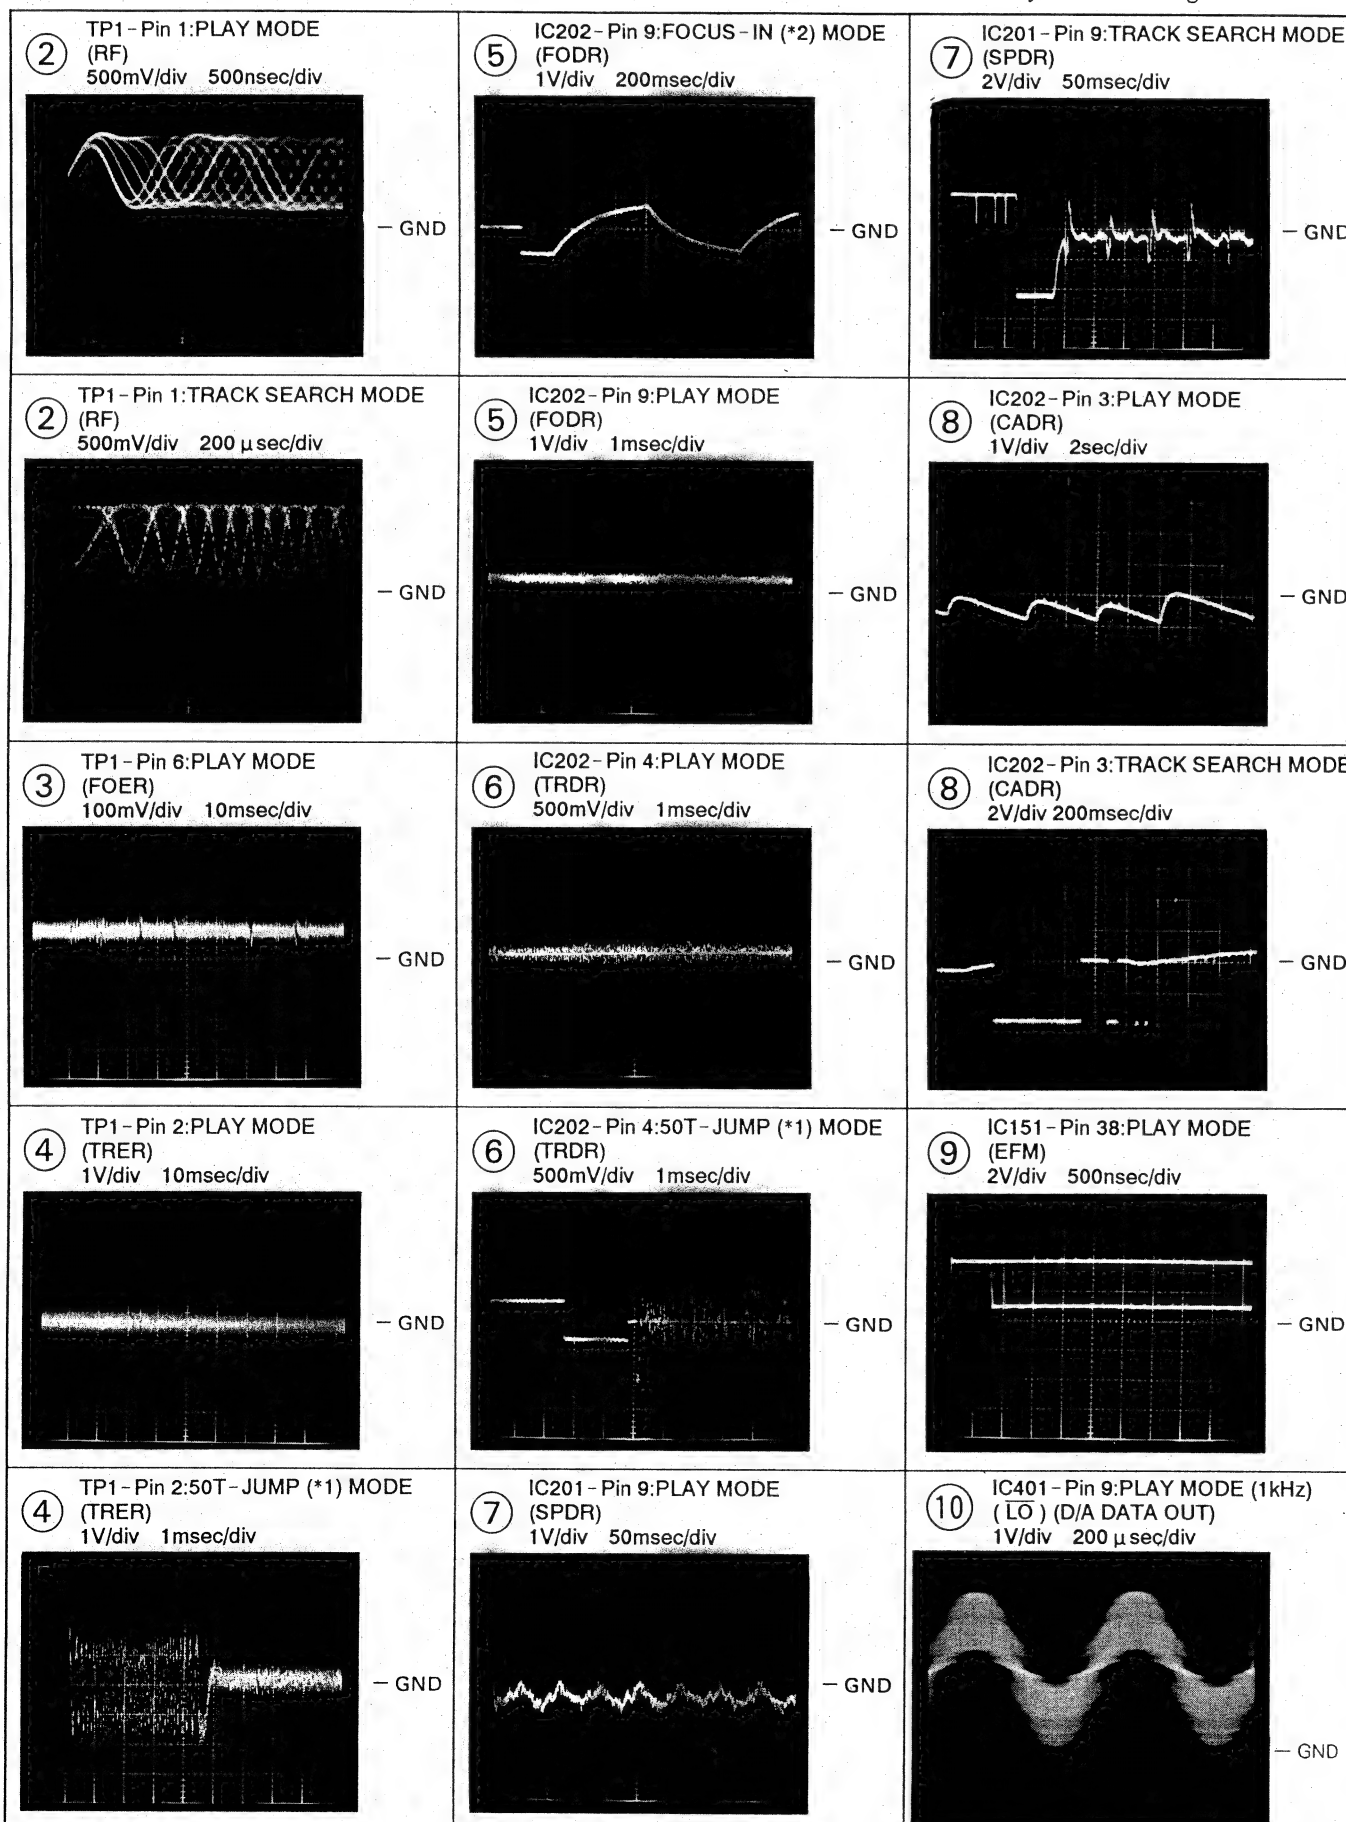 ② TP1-Pin 1:PLAY MODE
(RF)
500mV/div 500nsec/div
— GND
⑤ IC202-Pin 9:FOCUS-IN (*2) MODE
(FODR)
1V/div 200msec/div
— GND
⑦ IC201-Pin 9:TRACK SEARCH MODE
(SPDR)
2V/div 50msec/div
— GND
② TP1-Pin 1:TRACK SEARCH MODE
(RF)
500mV/div 200 µsec/div
— GND
⑤ IC202-Pin 9:PLAY MODE
(FODR)
1V/div 1msec/div
— GND
⑧ IC202-Pin 3:PLAY MODE
(CADR)
1V/div 2sec/div
— GND
③ TP1-Pin 6:PLAY MODE
(FOER)
100mV/div 10msec/div
— GND
⑥ IC202-Pin 4:PLAY MODE
(TRDR)
500mV/div 1msec/div
— GND
⑧ IC202-Pin 3:TRACK SEARCH MODE
(CADR)
2V/div 200msec/div
— GND
④ TP1-Pin 2:PLAY MODE
(TRER)
1V/div 10msec/div
— GND
⑥ IC202-Pin 4:50T-JUMP (*1) MODE
(TRDR)
500mV/div 1msec/div
— GND
⑨ IC151-Pin 38:PLAY MODE
(EFM)
2V/div 500nsec/div
— GND
④ TP1-Pin 2:50T-JUMP (*1) MODE
(TRER)
1V/div 1msec/div
— GND
⑦ IC201-Pin 9:PLAY MODE
(SPDR)
1V/div 50msec/div
— GND
⑩ IC401-Pin 9:PLAY MODE (1kHz)
(L̅O̅) (D/A DATA OUT)
1V/div 200 µsec/div
— GND